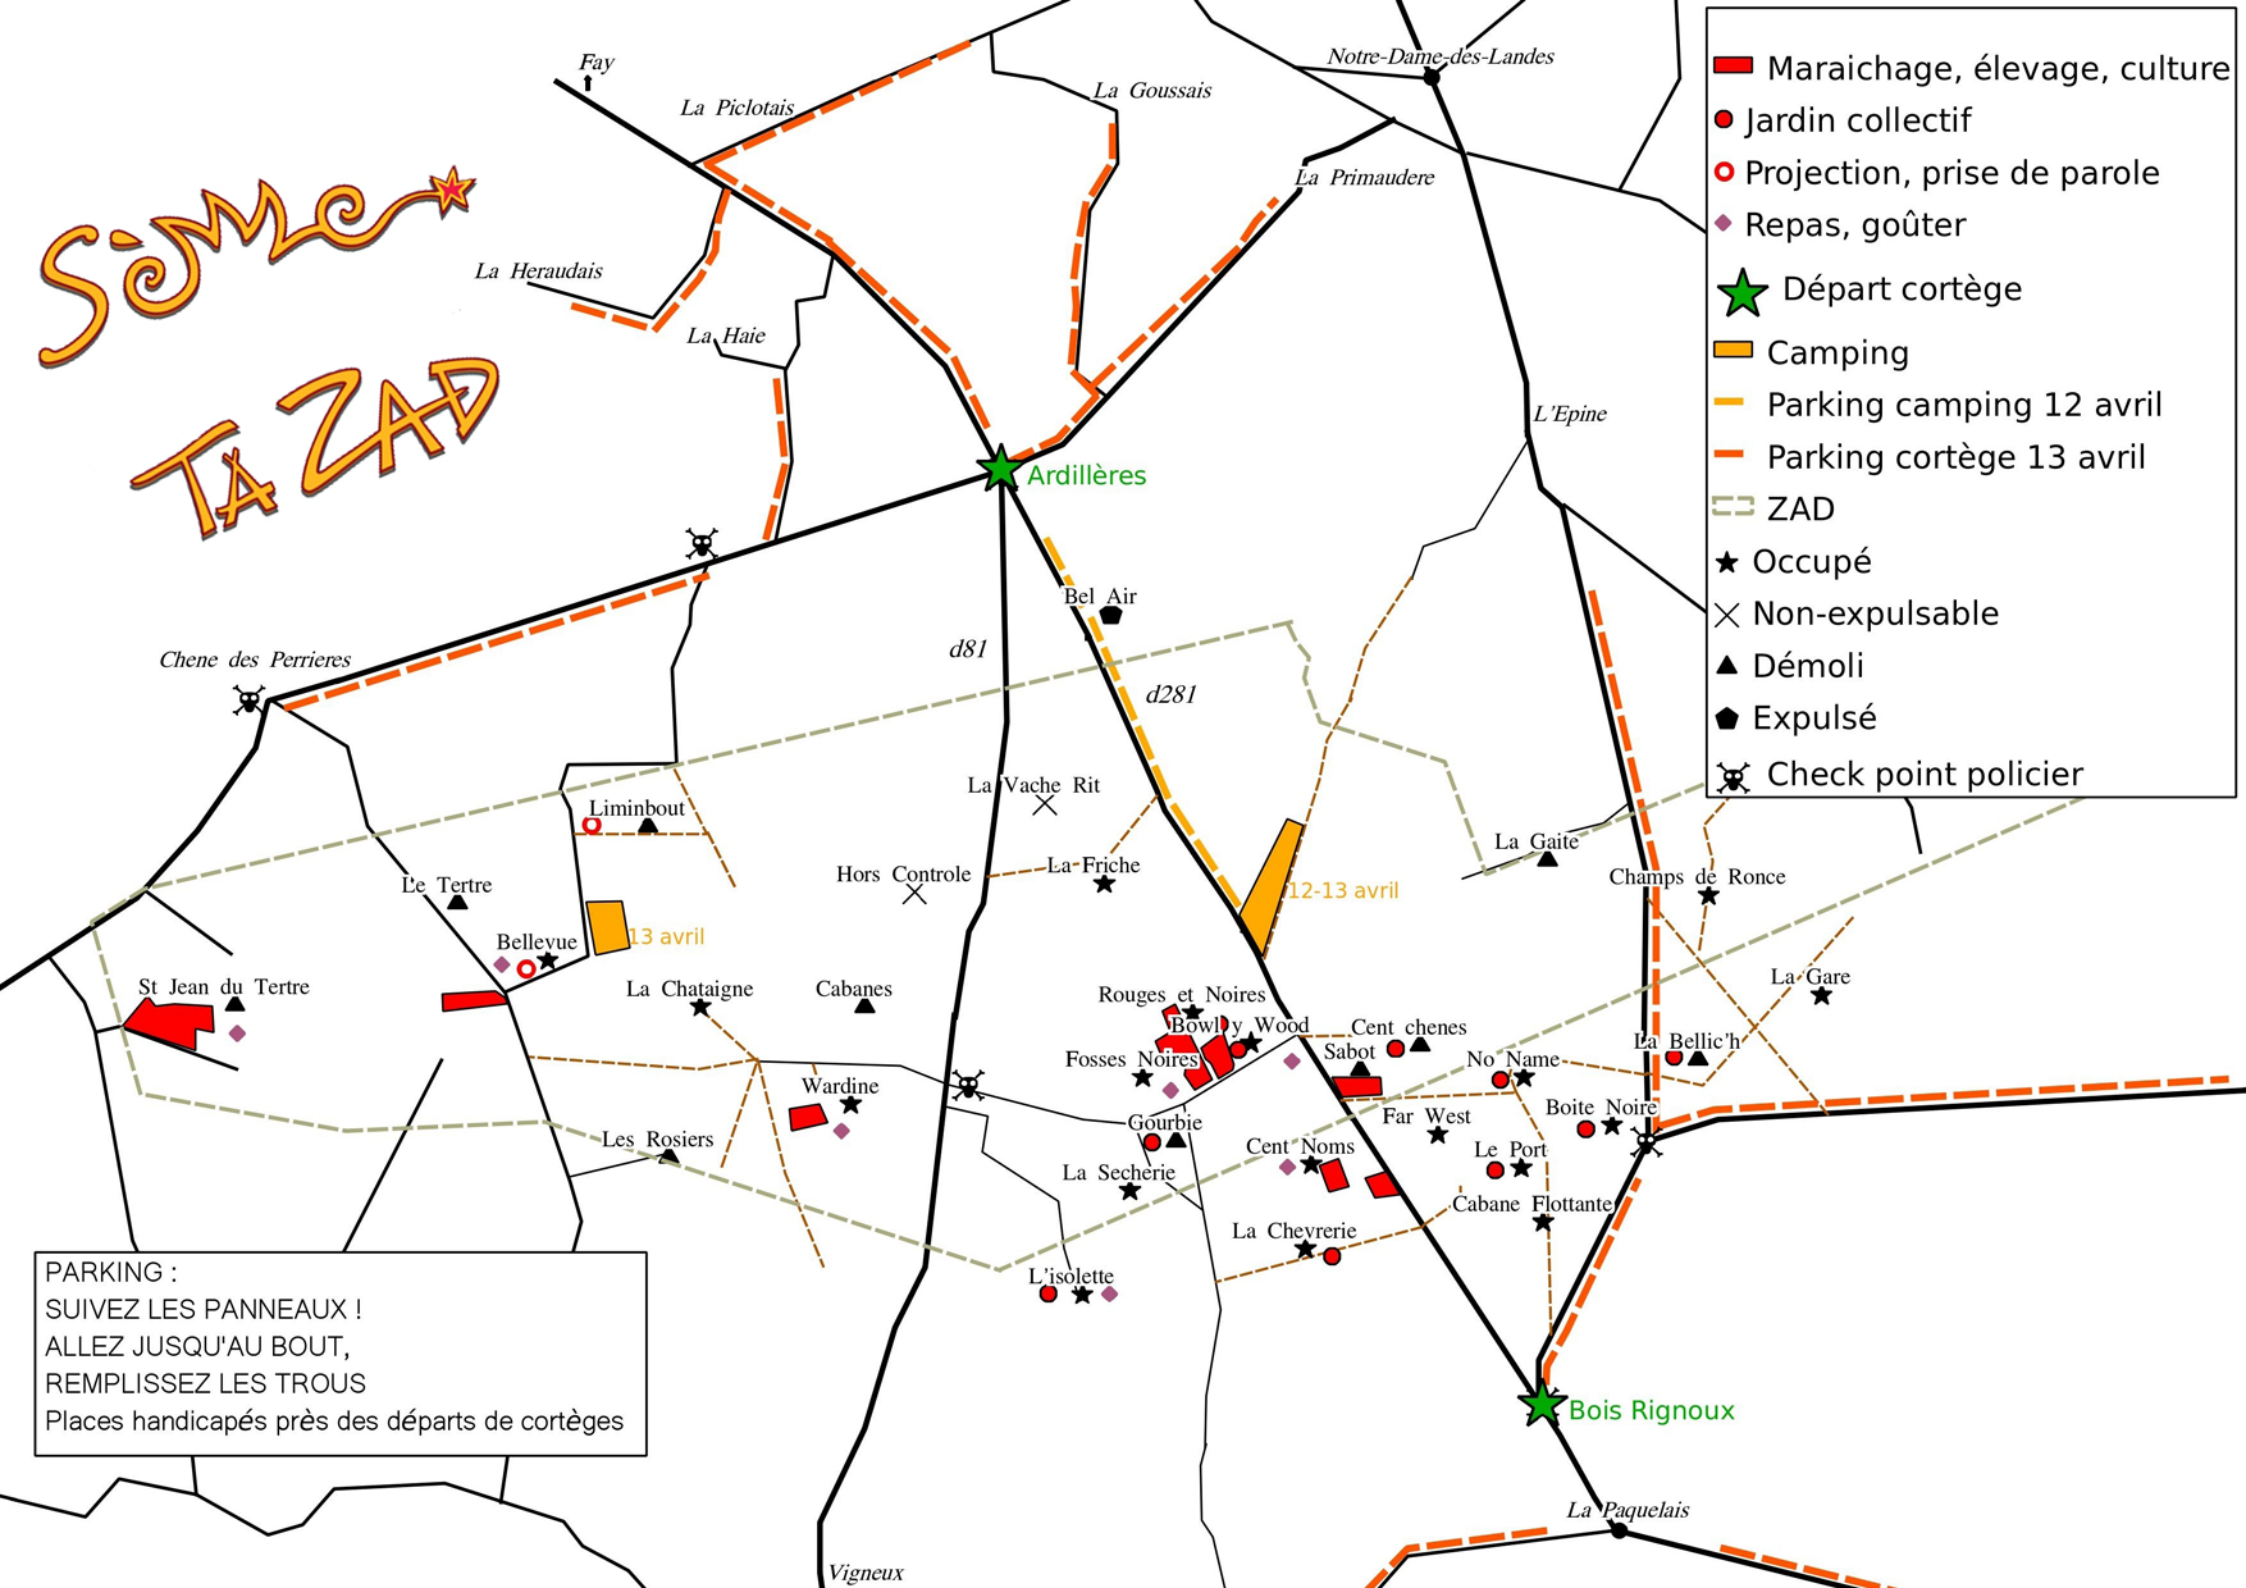 Sème
TA ZAD
Fay
La Piclotais
La Goussais
Notre-Dame-des-Landes
La Primaudere
La Heraudais
La Haie
L'Epine
Ardillères
Bel Air
d81
d281
Chene des Perrieres
La Vache Rit
Liminbout
Hors Controle
La Friche
La Gaite
Le Tertre
12-13 avril
Champs de Ronce
13 avril
Bellevue
St Jean du Tertre
La Chataigne
Cabanes
Rouges et Noires
La Gare
Bowl y Wood
Cent chenes
Fosses Noires
Sabot
No Name
La Bellic'h
Wardine
Far West
Boite Noire
Gourbie
Les Rosiers
Cent Noms
Le Port
La Secherie
Cabane Flottante
La Chevrerie
L'isolette
Bois Rignoux
La Paquelais
Vigneux
Maraichage, élevage, culture
Jardin collectif
Projection, prise de parole
Repas, goûter
Départ cortège
Camping
Parking camping 12 avril
Parking cortège 13 avril
ZAD
Occupé
Non-expulsable
Démoli
Expulsé
Check point policier
PARKING :
SUIVEZ LES PANNEAUX !
ALLEZ JUSQU'AU BOUT,
REMPLISSEZ LES TROUS
Places handicapés près des départs de cortèges